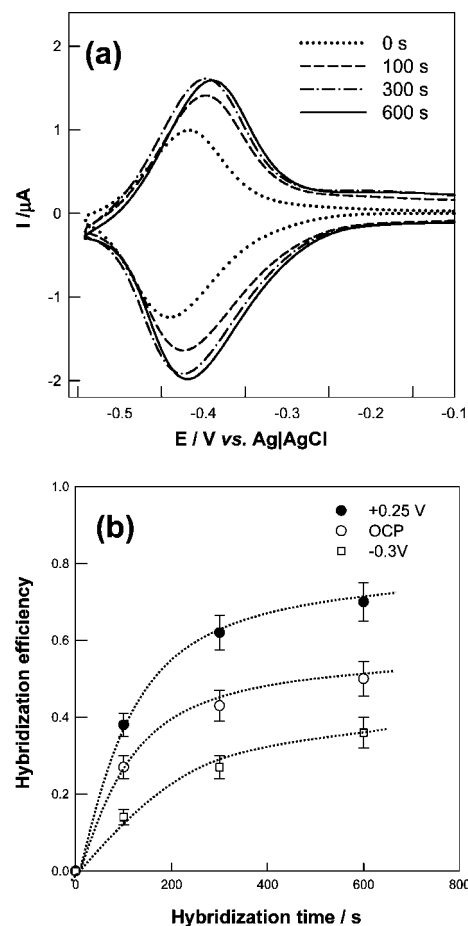 (a)
0 s
100 s
300 s
600 s
2
1
0
-1
-2
I /µA
-0.5 -0.4 -0.3 -0.2 -0.1
E / V vs. Ag|AgCl
(b)
+0.25 V
OCP
-0.3V
1.0
0.8
0.6
0.4
0.2
0.0
Hybridization efficiency
0 200 400 600 800
Hybridization time / s